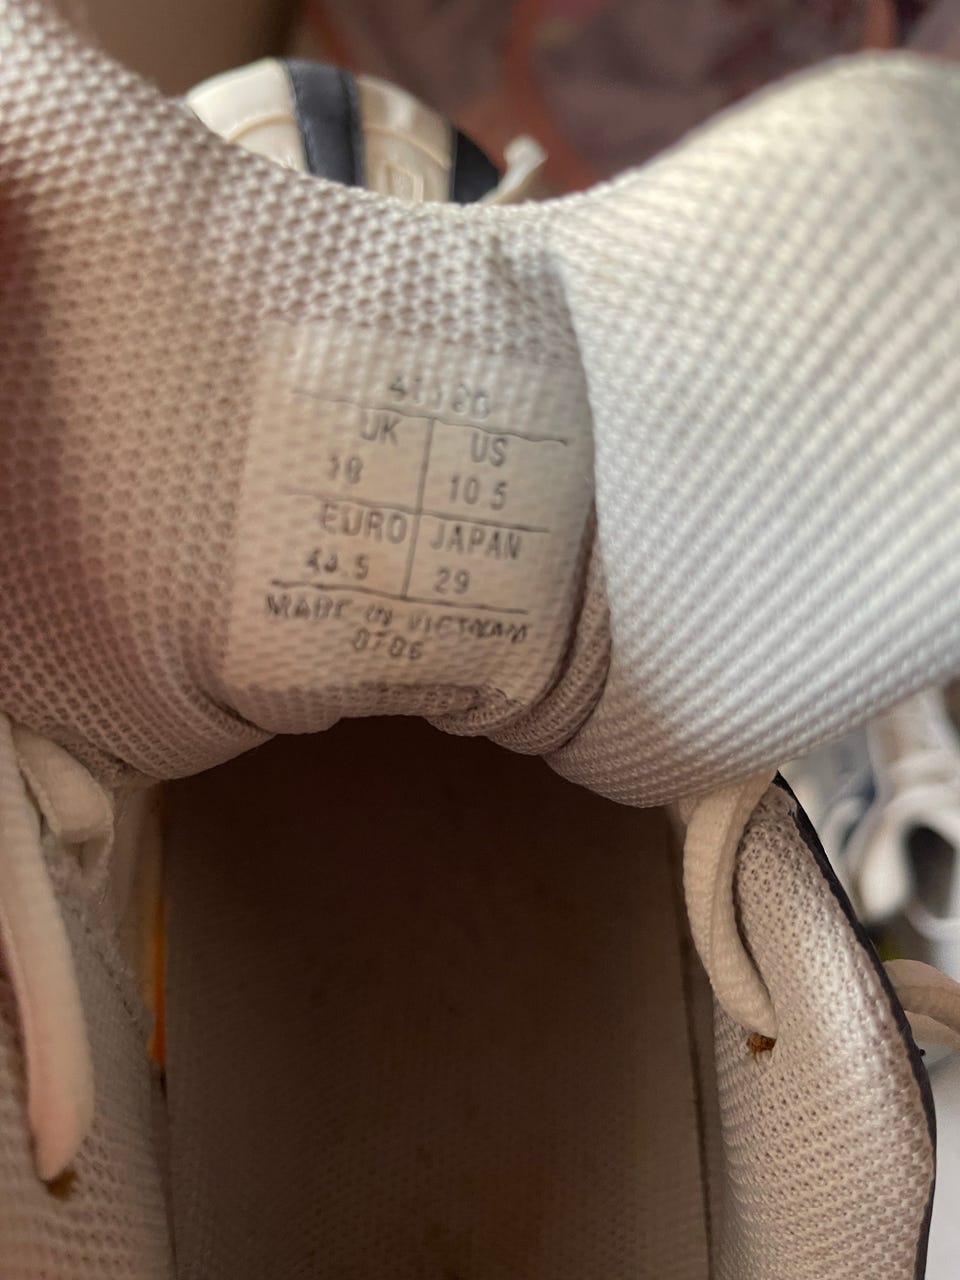 UK US
10 10 5
EURO JAPAN
44.5 29
MADE IN VIETNAM
0706